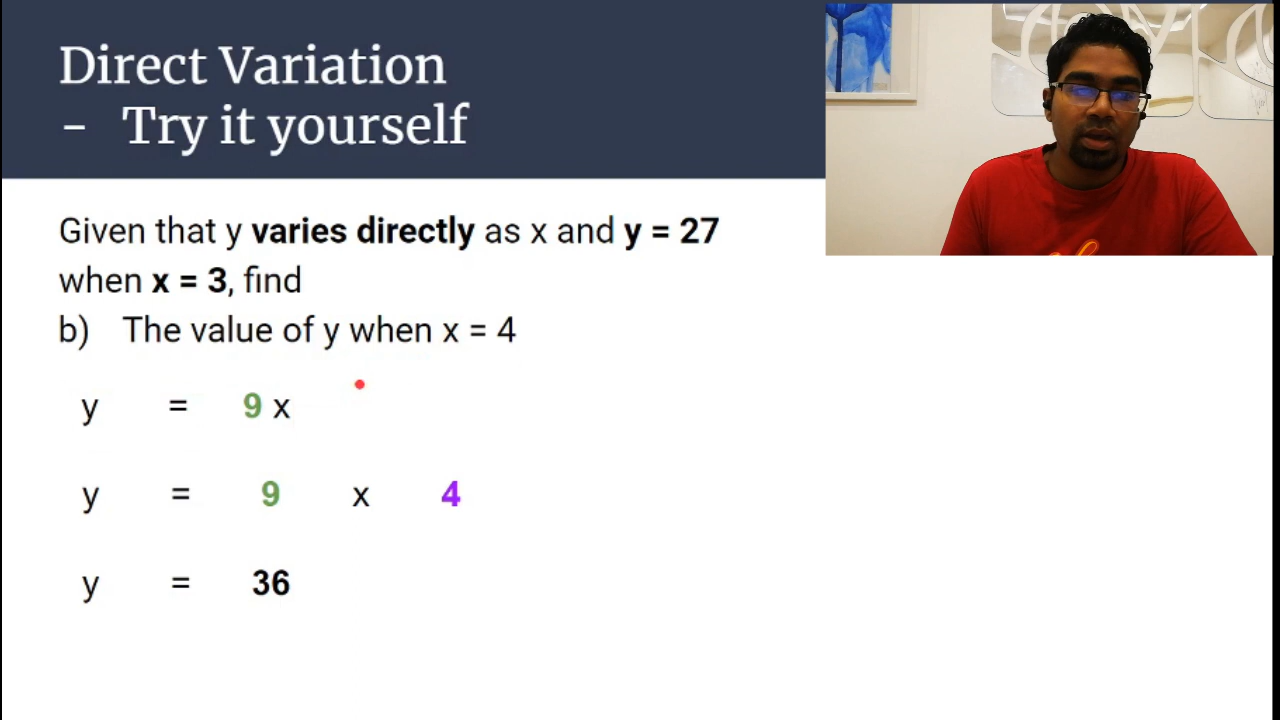 Direct Variation
- Try it yourself
Given that y varies directly as x and y = 27
when x = 3, find
b) The value of y when x = 4
y = 9 x
y = 9 x 4
y = 36